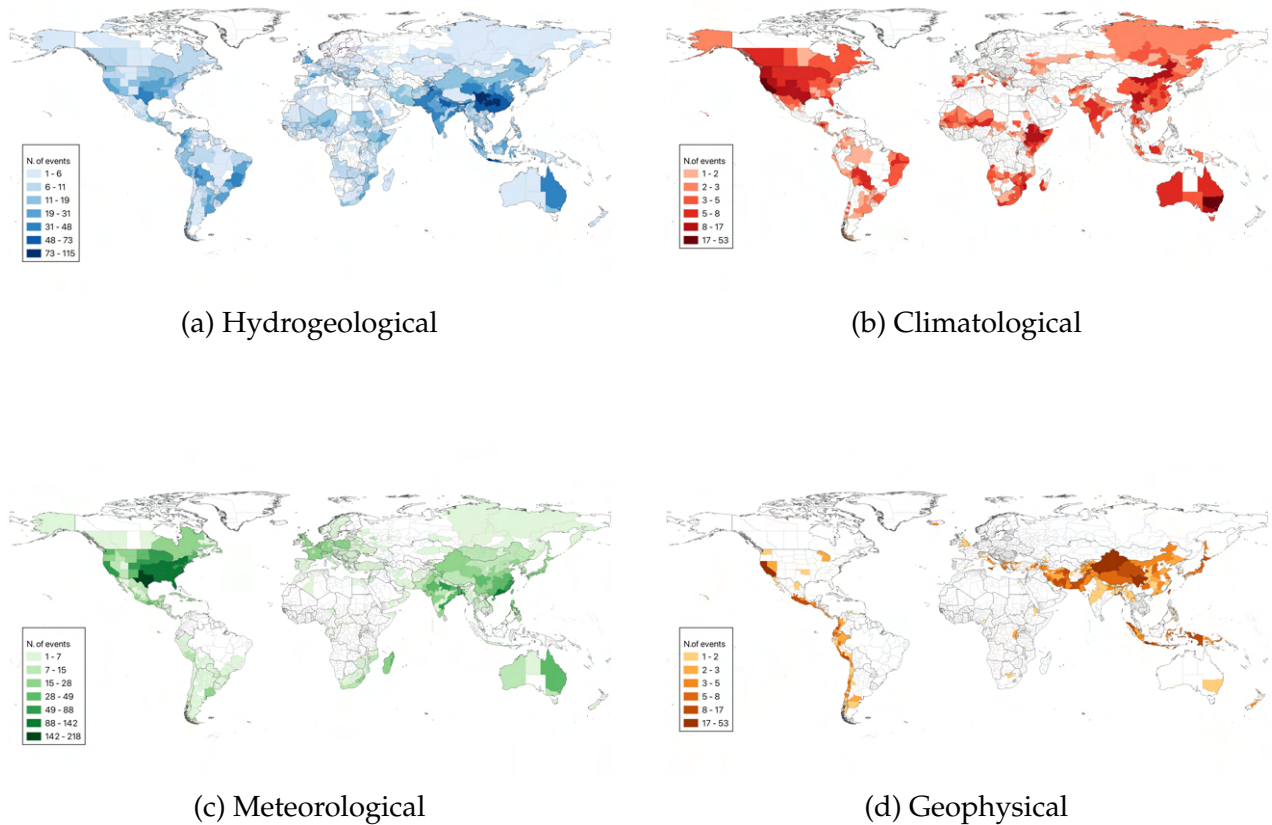 N. of events
1 - 6
6 - 11
11 - 19
19 - 31
31 - 48
48 - 73
73 - 115
(a) Hydrogeological
N.of events
1 - 2
2 - 3
3 - 5
5 - 8
8 - 17
17 - 53
(b) Climatological
N. of events
1 - 7
7 - 15
15 - 28
28 - 49
49 - 88
88 - 142
142 - 218
(c) Meteorological
N. of events
1 - 2
2 - 3
3 - 5
5 - 8
8 - 17
17 - 53
(d) Geophysical